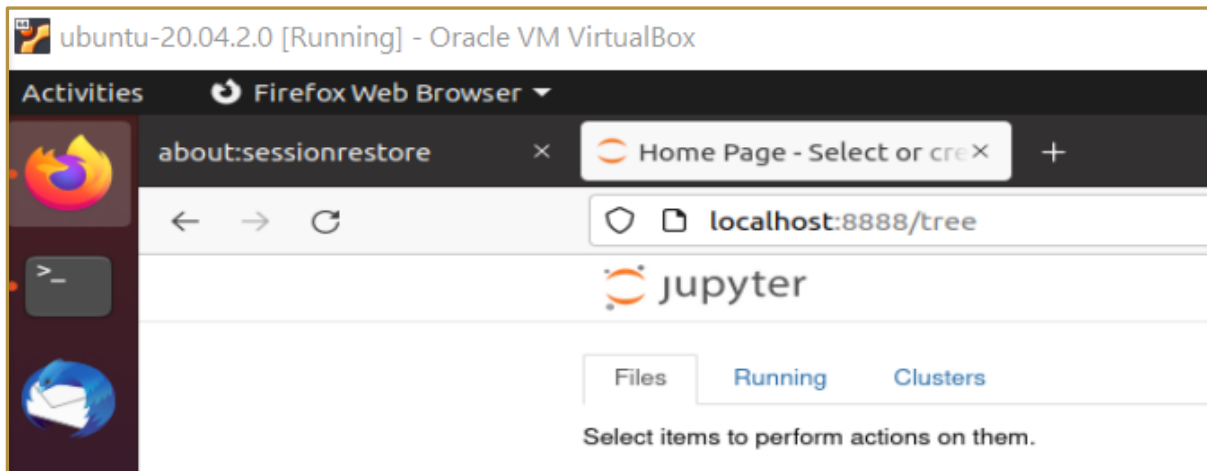 64
ubuntu-20.04.2.0 [Running] - Oracle VM VirtualBox
Activities Firefox Web Browser
about:sessionrestore × Home Page - Select or cre × +
localhost:8888/tree
>_
jupyter
Files Running Clusters
Select items to perform actions on them.